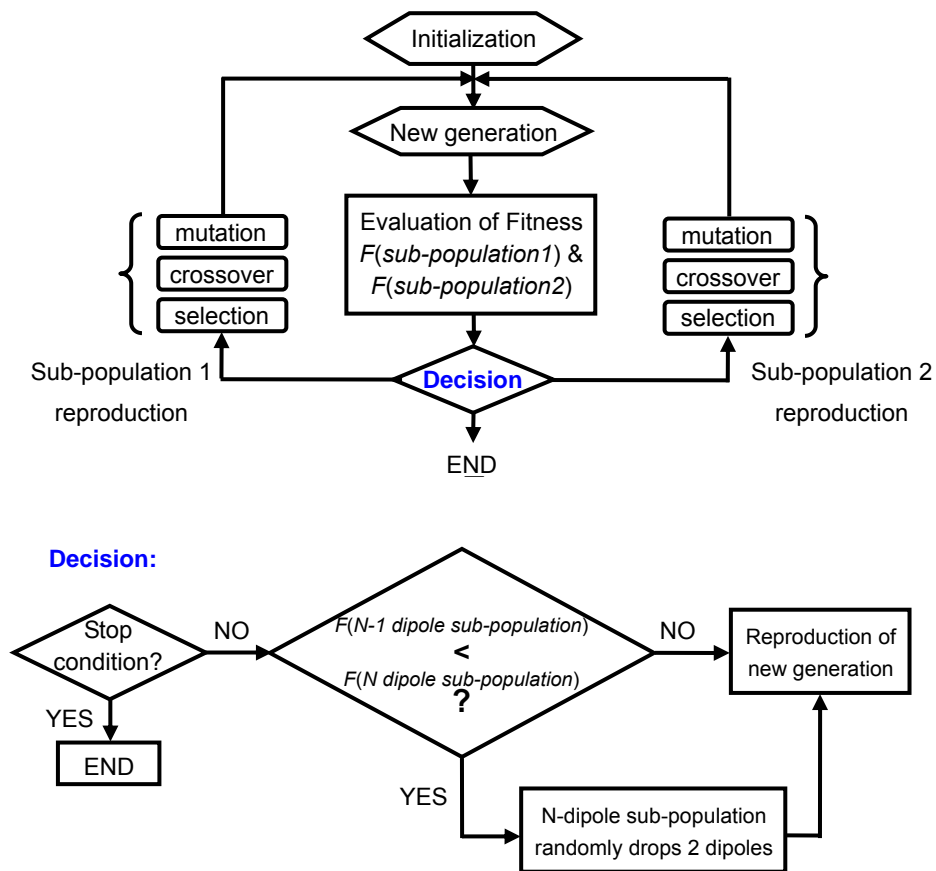 Initialization
New generation
Evaluation of Fitness
F(sub-population1) &
F(sub-population2)
mutation
crossover
selection
Sub-population 1
reproduction
mutation
crossover
selection
Sub-population 2
reproduction
Decision
END
Decision:
Stop
condition?
NO
YES
END
F(N-1 dipole sub-population)
<
F(N dipole sub-population)
?
NO
YES
Reproduction of
new generation
N-dipole sub-population
randomly drops 2 dipoles